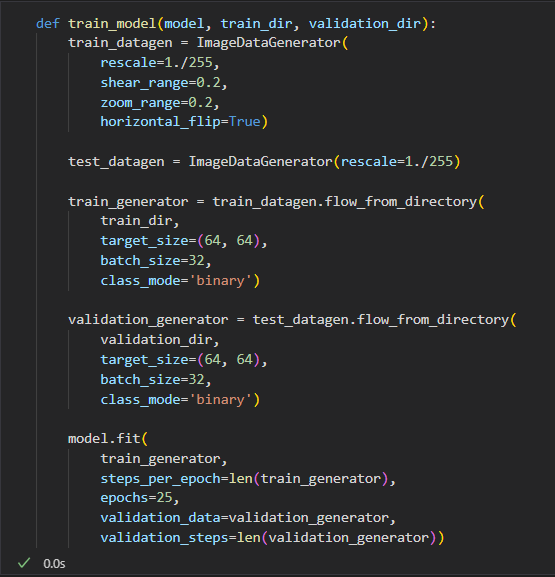 def train_model(model, train_dir, validation_dir):
    train_datagen = ImageDataGenerator(
        rescale=1./255,
        shear_range=0.2,
        zoom_range=0.2,
        horizontal_flip=True)

    test_datagen = ImageDataGenerator(rescale=1./255)

    train_generator = train_datagen.flow_from_directory(
        train_dir,
        target_size=(64, 64),
        batch_size=32,
        class_mode='binary')

    validation_generator = test_datagen.flow_from_directory(
        validation_dir,
        target_size=(64, 64),
        batch_size=32,
        class_mode='binary')

    model.fit(
        train_generator,
        steps_per_epoch=len(train_generator),
        epochs=25,
        validation_data=validation_generator,
        validation_steps=len(validation_generator))
✓ 0.0s